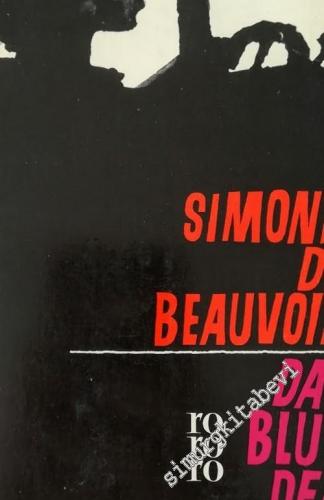 SIMON
D
BEAUVOI
DA
BLU
DE
ro
ro
ro
simurgkitabevi